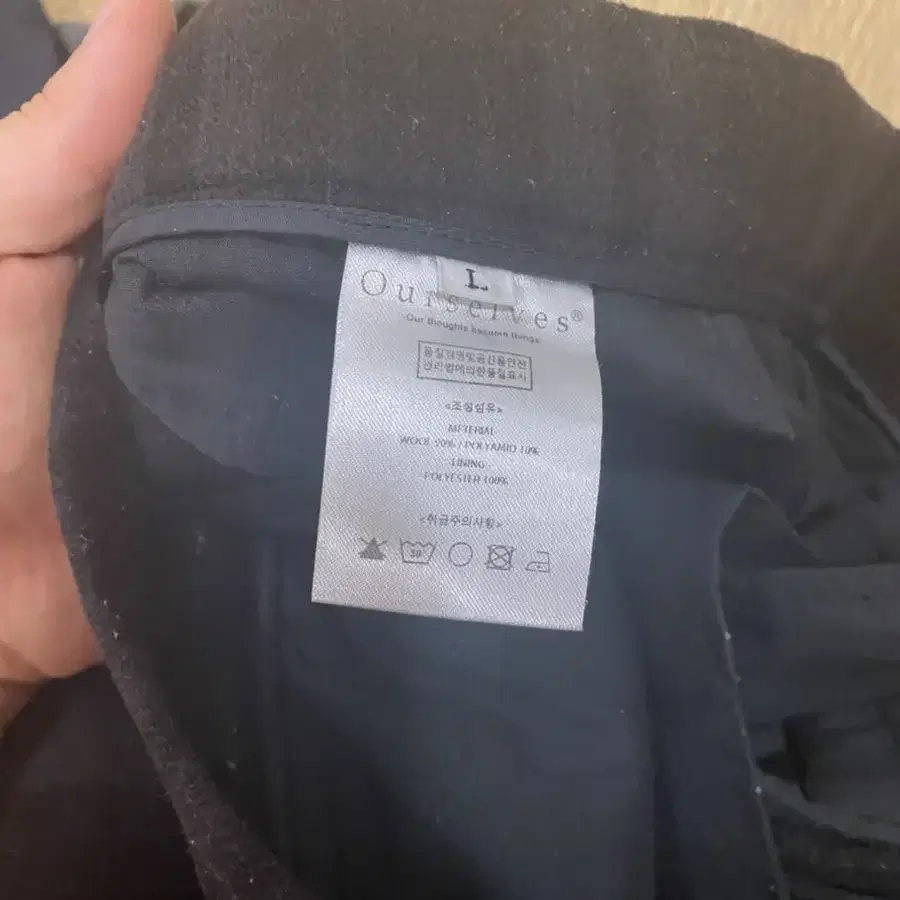 L
Ourselves®
Our thoughts become things
품질경영및공산품안전
관리법에의한품질표시
<조성섬유>
METERIAL
WOOL 90% / POLYAMID 10%
LINING
POLYESTER 100%
<취급주의사항>
30